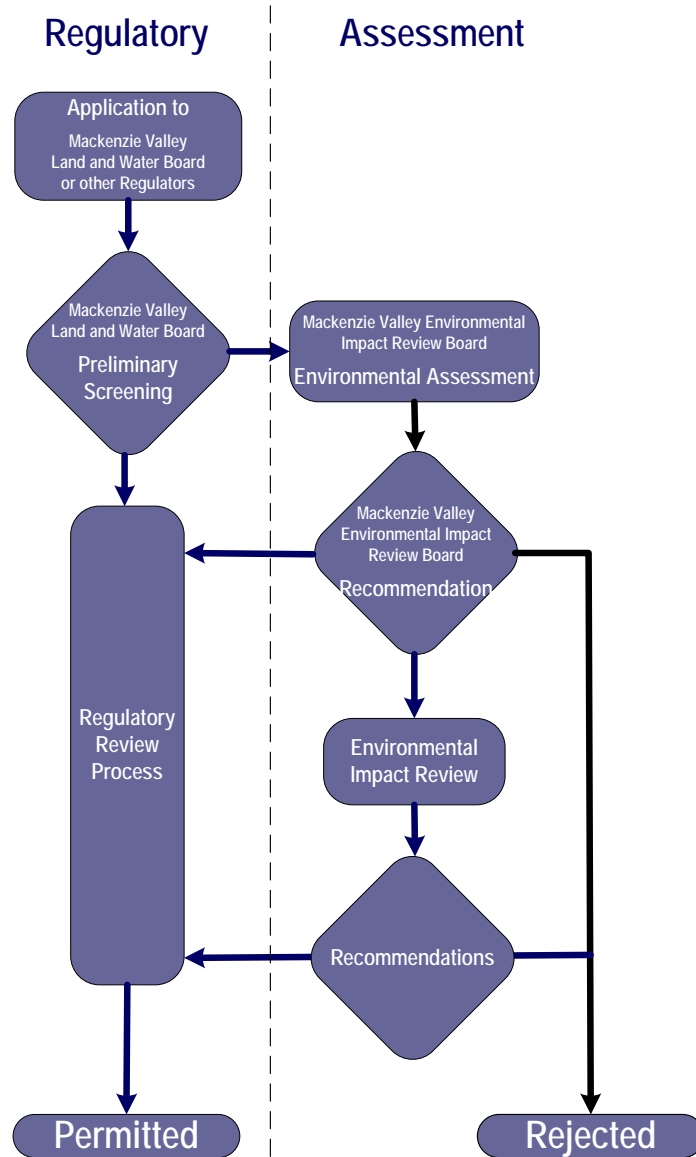 Regulatory
Assessment
Application to
Mackenzie Valley
Land and Water Board
or other Regulators
Mackenzie Valley
Land and Water Board
Preliminary
Screening
Mackenzie Valley Environmental
Impact Review Board
Environmental Assessment
Mackenzie Valley
Environmental Impact
Review Board
Recommendation
Regulatory
Review
Process
Environmental
Impact Review
Recommendations
Permitted
Rejected